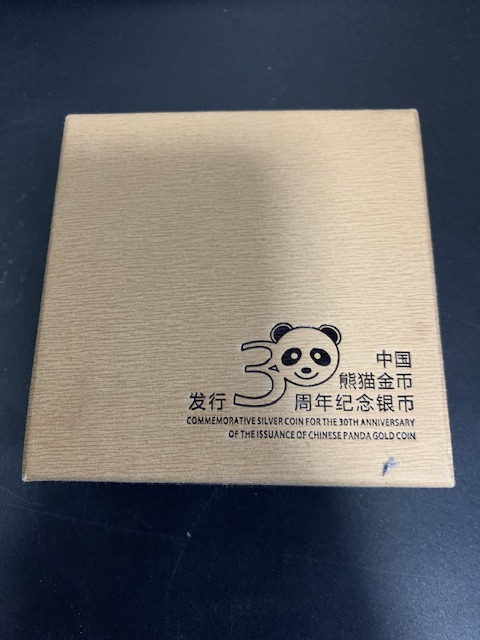 中国
熊猫金币
发行30周年纪念银币
COMMEMORATIVE SILVER COIN FOR THE 30TH ANNIVERSARY
OF THE ISSUANCE OF CHINESE PANDA GOLD COIN